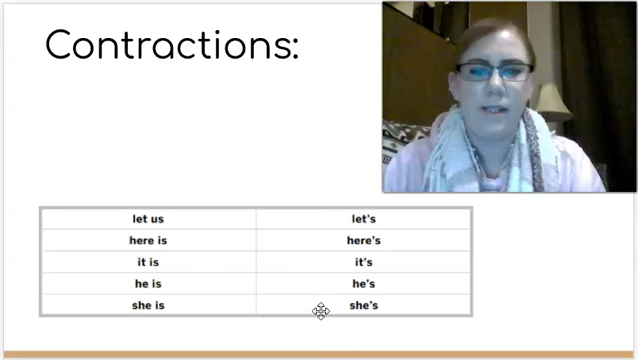 Contractions:
let us let's
here is here's
it is it's
he is he's
she is she's